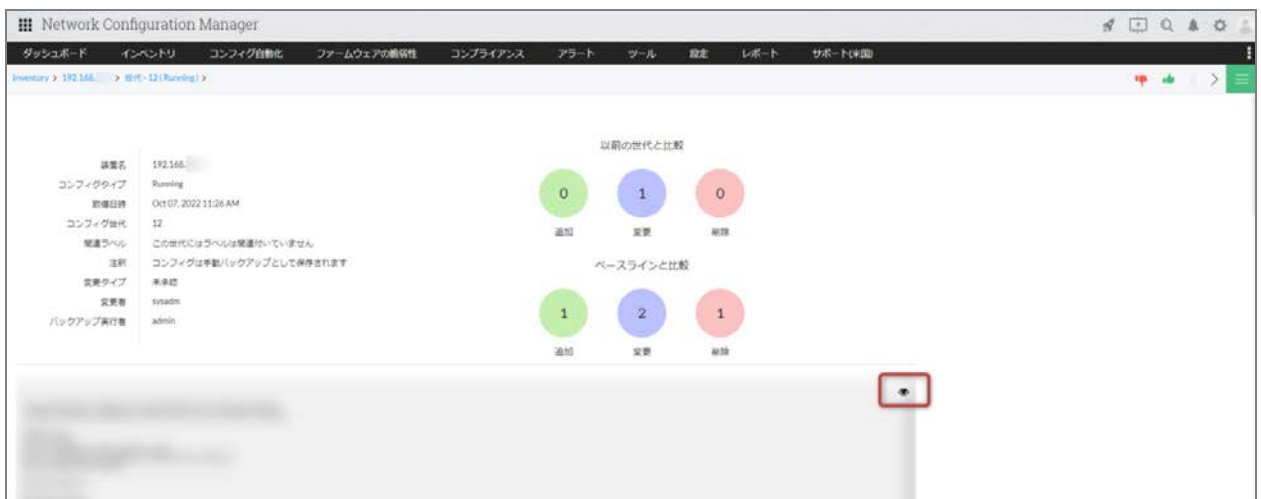 Network Configuration Manager
ダッシュボード インベントリ コンフィグ自動化 ファームウェアの脆弱性 コンプライアンス アラート ツール 設定 レポート サポート(米国)
Inventory > 192.168. > 世代 - 12 ( Running ) >
以前の世代と比較
装置名 192.168.
コンフィグタイプ Running
取得日時 Oct 07, 2022 11:26 AM
コンフィグ世代 12
関連ラベル この世代にはラベルは関連付いていません
注釈 コンフィグは手動バックアップとして保存されます
変更タイプ 未承認
変更者 sysadm
バックアップ実行者 admin
0 1 0
追加 変更 削除
ベースラインと比較
1 2 1
追加 変更 削除